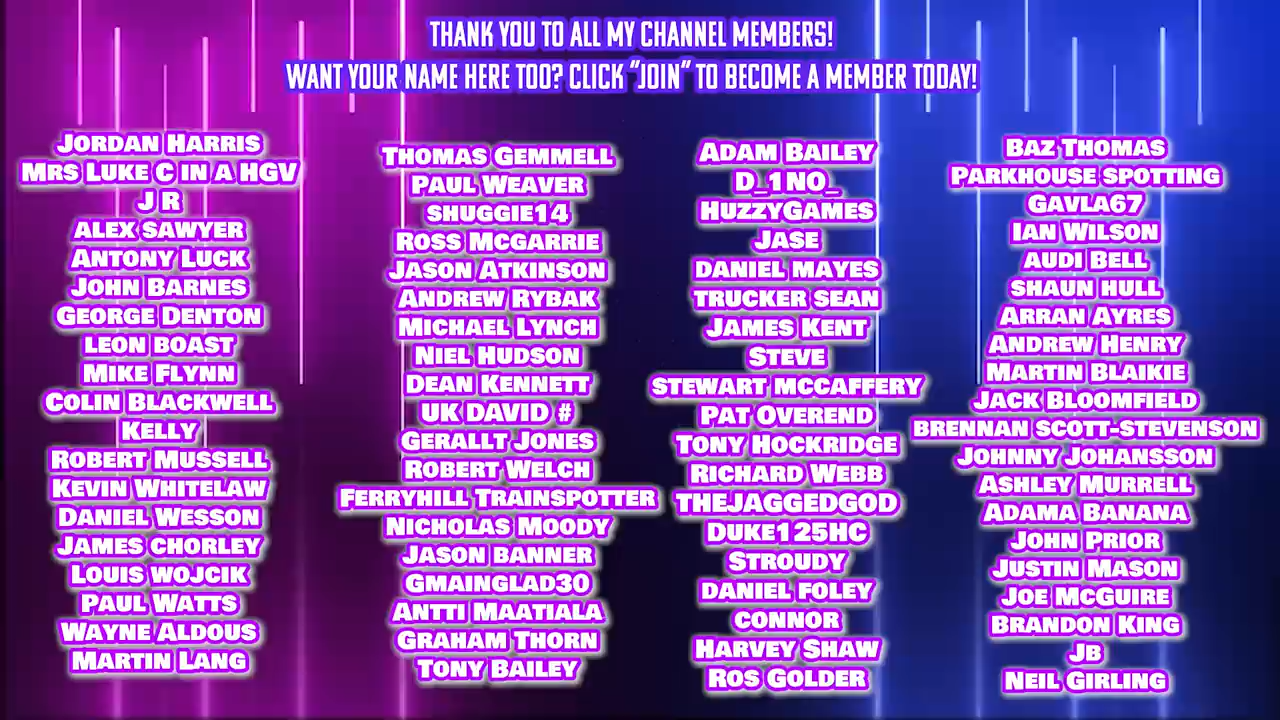 THANK YOU TO ALL MY CHANNEL MEMBERS!
WANT YOUR NAME HERE TOO? CLICK "JOIN" TO BECOME A MEMBER TODAY!
Jordan Harris
Mrs Luke C in a HGV
J R
alex sawyer
Antony Luck
John Barnes
George Denton
leon boast
Mike Flynn
Colin Blackwell
Kelly
Robert Mussell
Kevin Whitelaw
Daniel Wesson
James chorley
Louis wojcik
Paul Watts
Wayne Aldous
Martin Lang
Thomas Gemmell
Paul Weaver
shuggie14
Ross McGarrie
Jason Atkinson
Andrew Rybak
Michael Lynch
Niel Hudson
Dean Kennett
UK DAVID #
Gerallt Jones
Robert Welch
Ferryhill Trainspotter
Nicholas Moody
Jason banner
Gmainglad30
Antti Maatiala
Graham Thorn
Tony Bailey
Adam Bailey
D_1NO_
HuzzyGames
Jase
daniel mayes
trucker sean
James Kent
Steve
stewart mccaffery
Pat Overend
Tony Hockridge
Richard Webb
THEJAGGEDGOD
Duke125HC
Stroudy
daniel foley
connor
Harvey Shaw
Ros Golder
Baz Thomas
Parkhouse spotting
Gavla67
Ian Wilson
Audi Bell
shaun hull
Arran Ayres
Andrew Henry
Martin Blaikie
Jack Bloomfield
brennan scott-stevenson
Johnny Johansson
Ashley Murrell
Adama Banana
John Prior
Justin Mason
Joe McGuire
Brandon King
Jb
Neil Girling